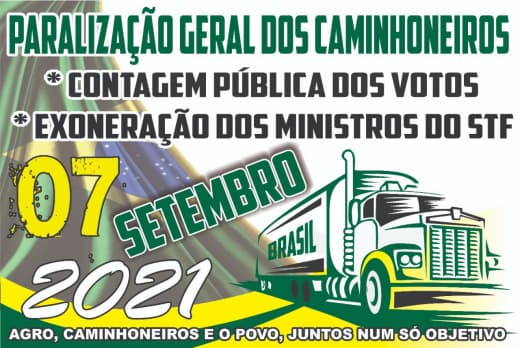 PARALIZAÇÃO GERAL DOS CAMINHONEIROS
* CONTAGEM PÚBLICA DOS VOTOS
* EXONERAÇÃO DOS MINISTROS DO STF
07
SETEMBRO
BRASIL
2021
AGRO, CAMINHONEIROS E O POVO, JUNTOS NUM SÓ OBJETIVO